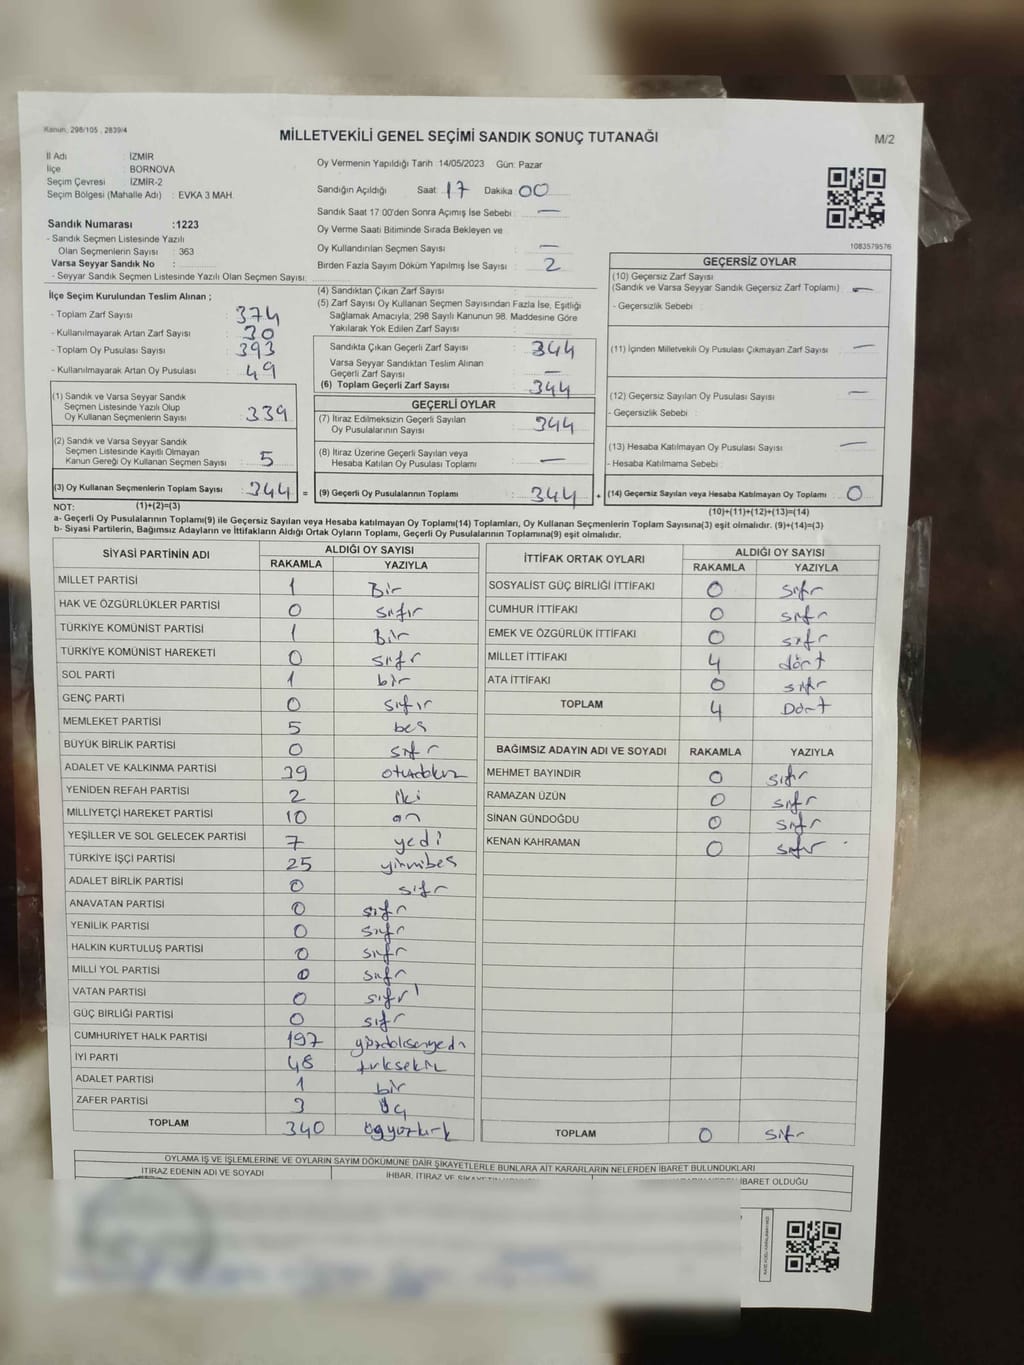 Kanun, 298/105 , 2839/4
MİLLETVEKİLİ GENEL SEÇİMİ SANDIK SONUÇ TUTANAĞI
M/2
İl Adı : İZMİR
İlçe : BORNOVA
Seçim Çevresi : İZMİR-2
Seçim Bölgesi (Mahalle Adı) : EVKA 3 MAH.
Oy Vermenin Yapıldığı Tarih : 14/05/2023 Gün: Pazar
Sandığın Açıldığı Saat : 17 Dakika : 00
Sandık Saat 17:00'den Sonra Açılmış İse Sebebi : —
Oy Verme Saati Bitiminde Sırada Bekleyen ve
Oy Kullandırılan Seçmen Sayısı : —
Birden Fazla Sayım Döküm Yapılmış İse Sayısı : 2
1083579576
Sandık Numarası :1223
- Sandık Seçmen Listesinde Yazılı
Olan Seçmenlerin Sayısı : 363
Varsa Seyyar Sandık No :
- Seyyar Sandık Seçmen Listesinde Yazılı Olan Seçmen Sayısı:
İlçe Seçim Kurulundan Teslim Alınan ;
- Toplam Zarf Sayısı : 374
- Kullanılmayarak Artan Zarf Sayısı : 30
- Toplam Oy Pusulası Sayısı : 393
- Kullanılmayarak Artan Oy Pusulası : 49
(1) Sandık ve Varsa Seyyar Sandık
Seçmen Listesinde Yazılı Olup
Oy Kullanan Seçmenlerin Sayısı : 339
(2) Sandık ve Varsa Seyyar Sandık
Seçmen Listesinde Kayıtlı Olmayan
Kanun Gereği Oy Kullanan Seçmen Sayısı : 5
(3) Oy Kullanan Seçmenlerin Toplam Sayısı : 344 =
(4) Sandıktan Çıkan Zarf Sayısı :
(5) Zarf Sayısı Oy Kullanan Seçmen Sayısından Fazla İse, Eşitliği
Sağlamak Amacıyla, 298 Sayılı Kanunun 98. Maddesine Göre
Yakılarak Yok Edilen Zarf Sayısı :
Sandıkta Çıkan Geçerli Zarf Sayısı : 344
Varsa Seyyar Sandıktan Teslim Alınan
Geçerli Zarf Sayısı : —
(6) Toplam Geçerli Zarf Sayısı : 344
GEÇERLİ OYLAR
(7) İtiraz Edilmeksizin Geçerli Sayılan
Oy Pusulalarının Sayısı : 344
(8) İtiraz Üzerine Geçerli Sayılan veya
Hesaba Katılan Oy Pusulası Toplamı : —
(9) Geçerli Oy Pusulalarının Toplamı : 344 +
GEÇERSİZ OYLAR
(10) Geçersiz Zarf Sayısı
(Sandık ve Varsa Seyyar Sandık Geçersiz Zarf Toplamı) : —
- Geçersizlik Sebebi :
(11) İçinden Milletvekili Oy Pusulası Çıkmayan Zarf Sayısı : —
(12) Geçersiz Sayılan Oy Pusulası Sayısı : —
- Geçersizlik Sebebi :
(13) Hesaba Katılmayan Oy Pusulası Sayısı : —
- Hesaba Katılmama Sebebi :
(14) Geçersiz Sayılan veya Hesaba Katılmayan Oy Toplamı : 0
NOT: (1)+(2)=(3)
(10)+(11)+(12)+(13)=(14)
a- Geçerli Oy Pusulalarının Toplamı(9) ile Geçersiz Sayılan veya Hesaba katılmayan Oy Toplamı(14) Toplamları, Oy Kullanan Seçmenlerin Toplam Sayısına(3) eşit olmalıdır. (9)+(14)=(3)
b- Siyasi Partilerin, Bağımsız Adayların ve İttifakların Aldığı Ortak Oyların Toplamı, Geçerli Oy Pusulalarının Toplamına(9) eşit olmalıdır.
SİYASİ PARTİNİN ADI
ALDIĞI OY SAYISI
RAKAMLA YAZIYLA
MİLLET PARTİSİ 1 Bir
HAK VE ÖZGÜRLÜKLER PARTİSİ 0 sıfır
TÜRKİYE KOMÜNİST PARTİSİ 1 Bir
TÜRKİYE KOMÜNİST HAREKETİ 0 sıfr
SOL PARTİ 1 bir
GENÇ PARTİ 0 sıfır
MEMLEKET PARTİSİ 5 beş
BÜYÜK BİRLİK PARTİSİ 0 sıfr
ADALET VE KALKINMA PARTİSİ 39
YENİDEN REFAH PARTİSİ 2 İki
MİLLİYETÇİ HAREKET PARTİSİ 10 on
YEŞİLLER VE SOL GELECEK PARTİSİ 7 yedi
TÜRKİYE İŞÇİ PARTİSİ 25 yirmibeş
ADALET BİRLİK PARTİSİ 0 sıfr
ANAVATAN PARTİSİ 0 sıfr
YENİLİK PARTİSİ 0 sıfr
HALKIN KURTULUŞ PARTİSİ 0 sıfr
MİLLİ YOL PARTİSİ 0 sıfr
VATAN PARTİSİ 0 sıfr
GÜÇ BİRLİĞİ PARTİSİ 0 sıfr
CUMHURİYET HALK PARTİSİ 197
İYİ PARTİ 48
ADALET PARTİSİ 1 bir
ZAFER PARTİSİ 3 üç
TOPLAM 340 üçyüzkırk
İTTİFAK ORTAK OYLARI
ALDIĞI OY SAYISI
RAKAMLA YAZIYLA
SOSYALİST GÜÇ BİRLİĞİ İTTİFAKI 0 sıfr
CUMHUR İTTİFAKI 0 sıfr
EMEK VE ÖZGÜRLÜK İTTİFAKI 0 sıfr
MİLLET İTTİFAKI 4 dört
ATA İTTİFAKI 0 sıfr
TOPLAM 4 Dört
BAĞIMSIZ ADAYIN ADI VE SOYADI RAKAMLA YAZIYLA
MEHMET BAYINDIR 0 sıfr
RAMAZAN ÜZÜN 0 sıfr
SİNAN GÜNDOĞDU 0 sıfr
KENAN KAHRAMAN 0 sıfır
TOPLAM 0 sıfr
OYLAMA İŞ VE İŞLEMLERİNE VE OYLARIN SAYIM DÖKÜMÜNE DAİR ŞİKAYETLERLE BUNLARA AİT KARARLARIN NELERDEN İBARET BULUNDUKLARI
İTİRAZ EDENİN ADI VE SOYADI
İHBAR, İTİRAZ VE
İBARET OLDUĞU